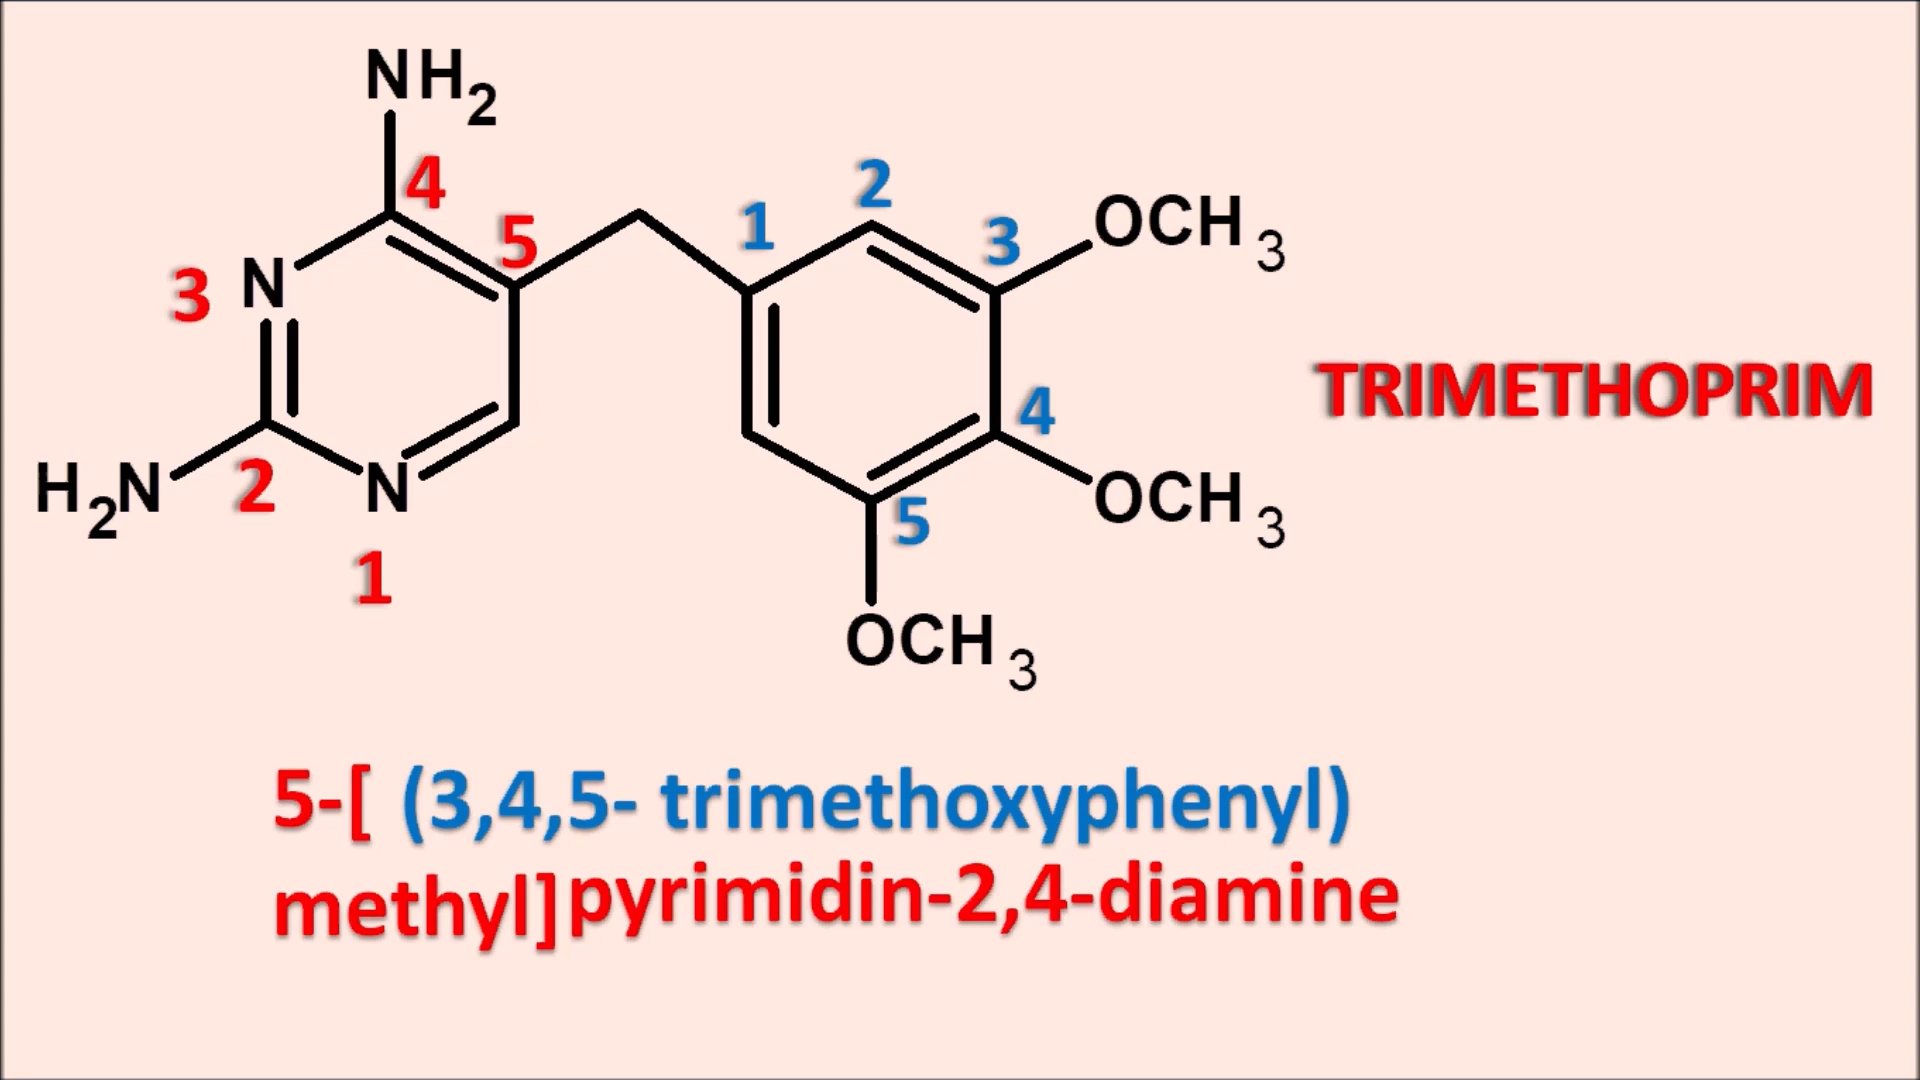 NH2
4
5
3
N
H2N
2
N
1
1
2
3
OCH3
4
OCH3
5
OCH3
TRIMETHOPRIM
5-[ (3,4,5- trimethoxyphenyl)
methyl]pyrimidin-2,4-diamine